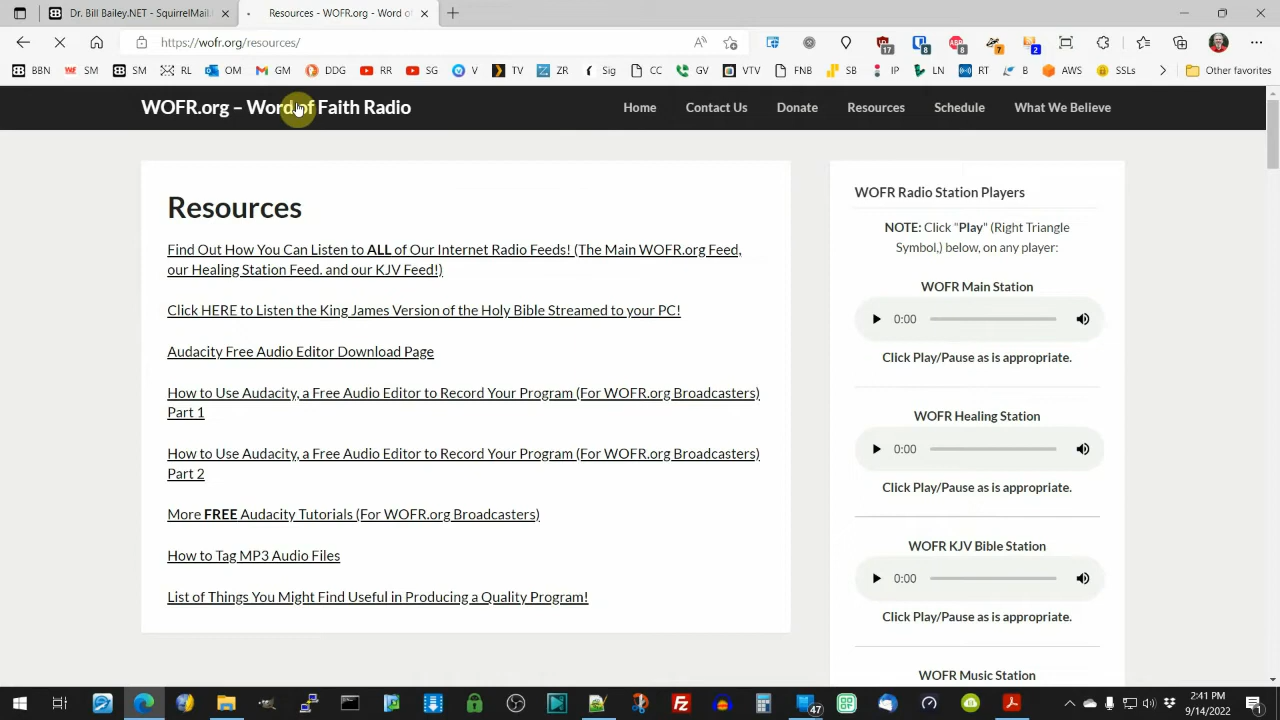 Dr. Bill Bailey.NET - SquirrelMail
Resources - WOFR.org - Word of
https://wofr.org/resources/
17
8
8
7
2
BBN
SM
SM
RL
OM
GM
DDG
RR
SG
V
TV
ZR
Sig
CC
GV
VTV
FNB
SB
IP
LN
RT
B
AWS
SSLs
Other favorites
WOFR.org – Word of Faith Radio
Home
Contact Us
Donate
Resources
Schedule
What We Believe
Resources
Find Out How You Can Listen to ALL of Our Internet Radio Feeds! (The Main WOFR.org Feed,
our Healing Station Feed. and our KJV Feed!)
Click HERE to Listen the King James Version of the Holy Bible Streamed to your PC!
Audacity Free Audio Editor Download Page
How to Use Audacity, a Free Audio Editor to Record Your Program (For WOFR.org Broadcasters)
Part 1
How to Use Audacity, a Free Audio Editor to Record Your Program (For WOFR.org Broadcasters)
Part 2
More FREE Audacity Tutorials (For WOFR.org Broadcasters)
How to Tag MP3 Audio Files
List of Things You Might Find Useful in Producing a Quality Program!
WOFR Radio Station Players
NOTE: Click “Play” (Right Triangle
Symbol,) below, on any player:
WOFR Main Station
0:00
Click Play/Pause as is appropriate.
WOFR Healing Station
0:00
Click Play/Pause as is appropriate.
WOFR KJV Bible Station
0:00
Click Play/Pause as is appropriate.
WOFR Music Station
47
2:41 PM
9/14/2022